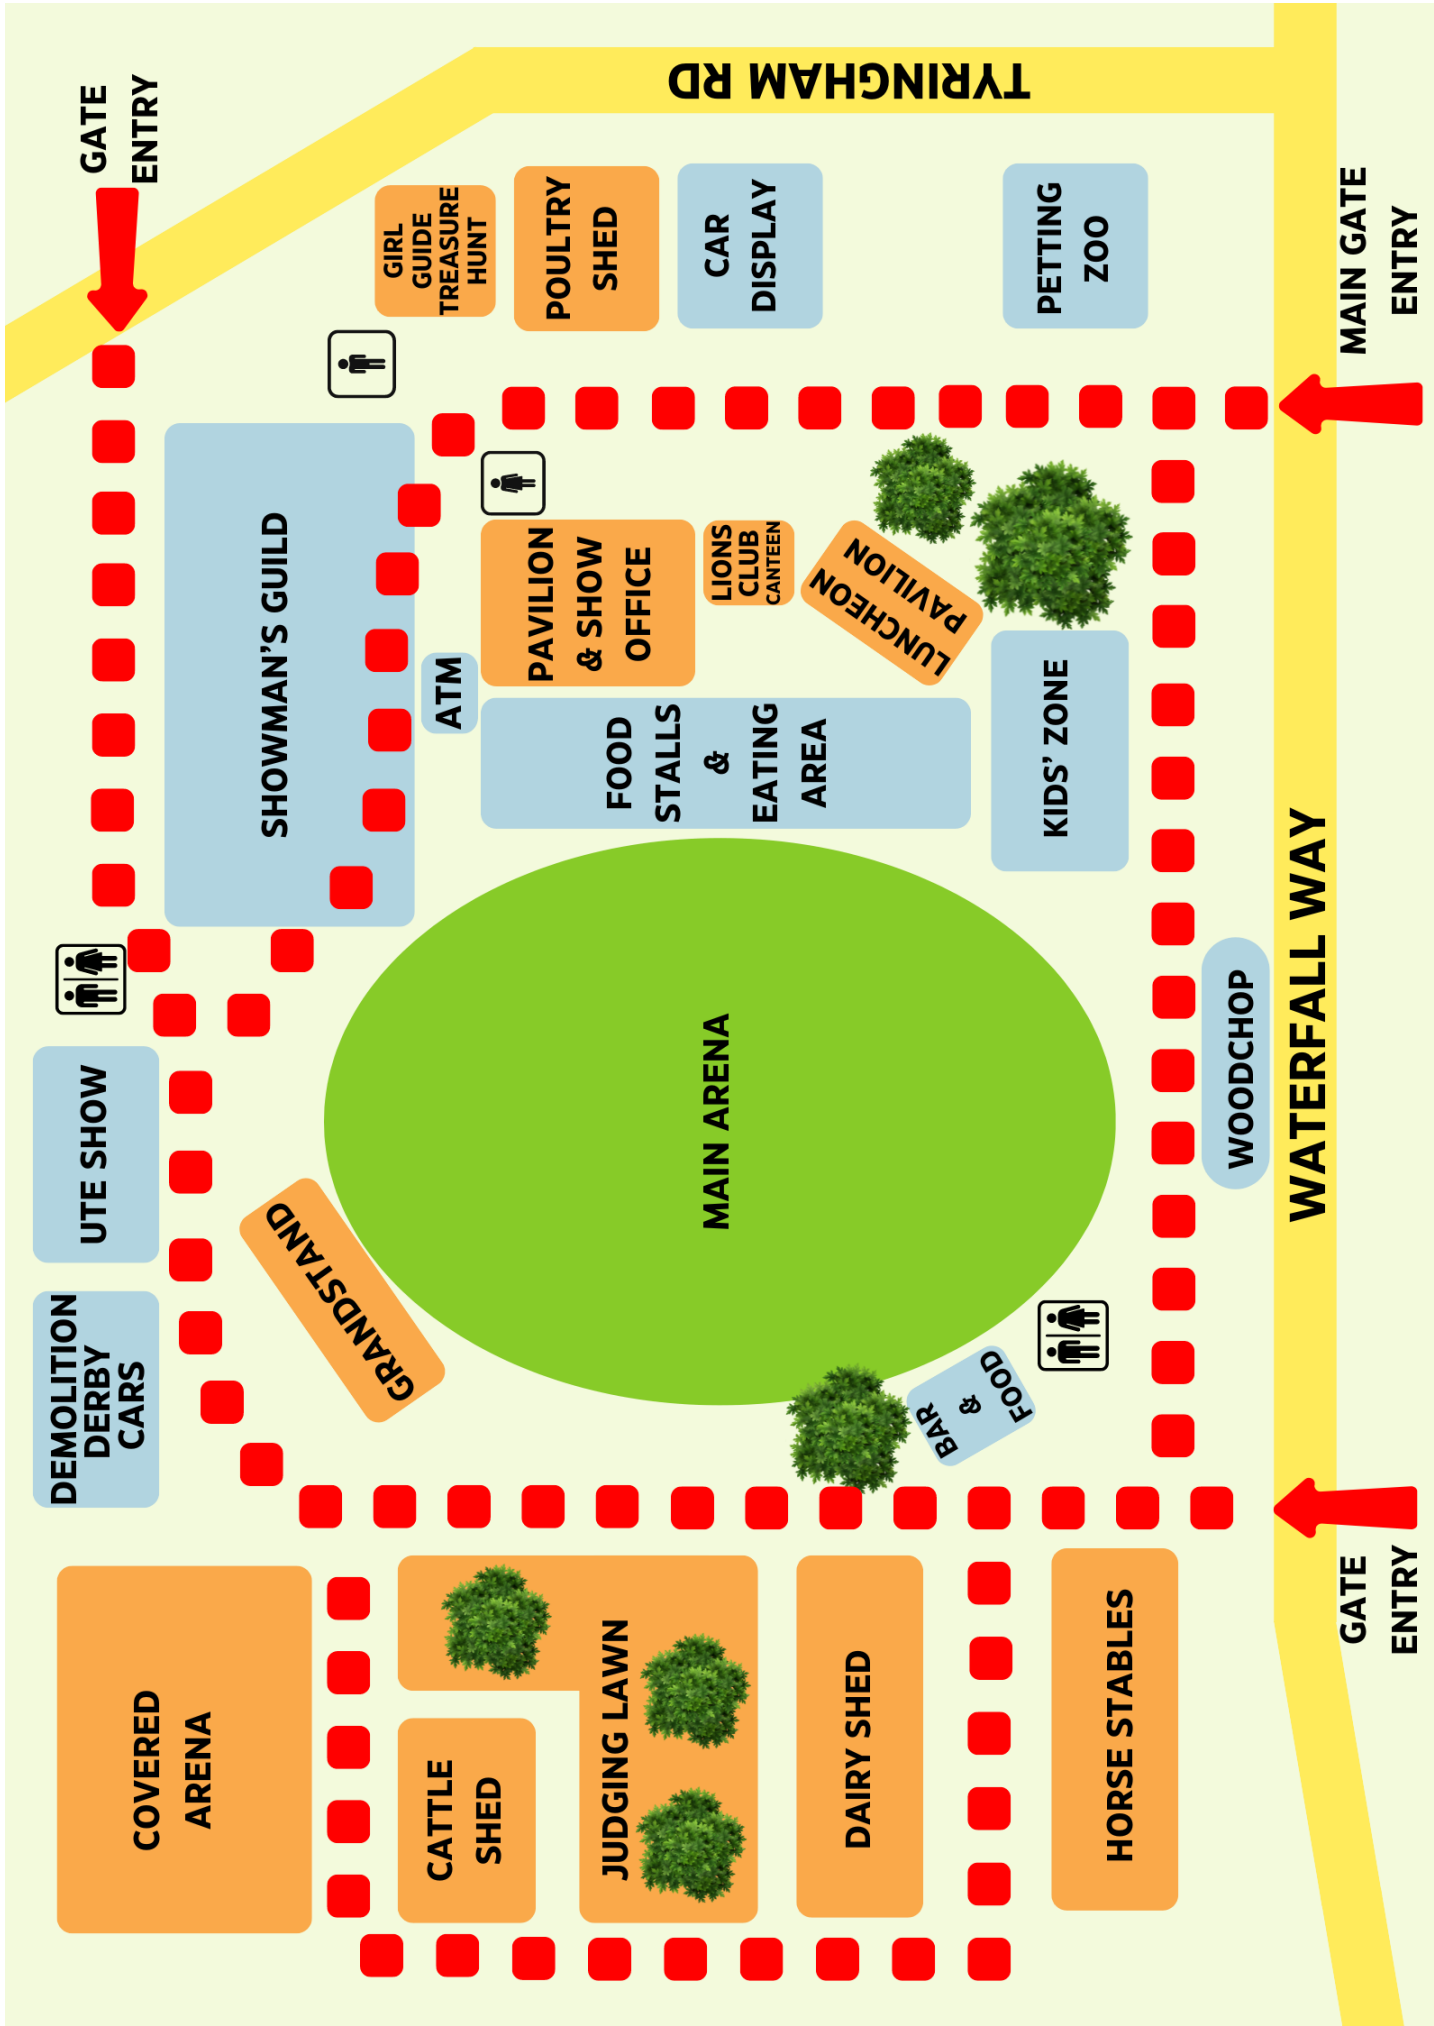 TYRINGHAM RD
GATE
ENTRY
GIRL
GUIDE
TREASURE
HUNT
POULTRY
SHED
CAR
DISPLAY
PETTING
ZOO
MAIN GATE
ENTRY
SHOWMAN'S GUILD
ATM
PAVILION
& SHOW
OFFICE
LIONS
CLUB
CANTEEN
LUNCHEON
PAVILION
FOOD
STALLS
&
EATING
AREA
KIDS' ZONE
WATERFALL WAY
WOODCHOP
MAIN ARENA
UTE SHOW
DEMOLITION
DERBY
CARS
GRANDSTAND
BAR
&
FOOD
GATE
ENTRY
COVERED
ARENA
CATTLE
SHED
JUDGING LAWN
DAIRY SHED
HORSE STABLES